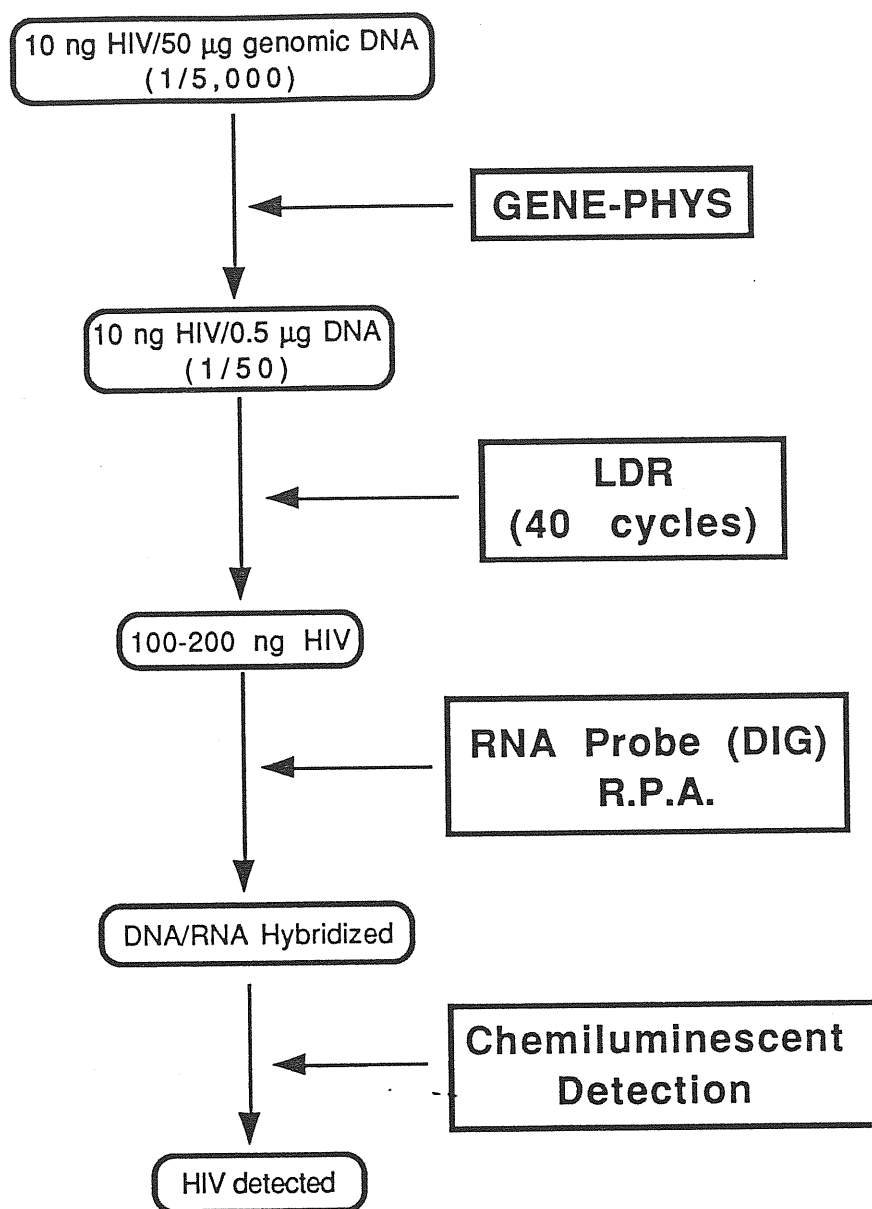 10 ng HIV/50 µg genomic DNA
(1/5,000)
GENE-PHYS
10 ng HIV/0.5 µg DNA
(1/50)
LDR
(40 cycles)
100-200 ng HIV
RNA Probe (DIG)
R.P.A.
DNA/RNA Hybridized
Chemiluminescent
Detection
HIV detected